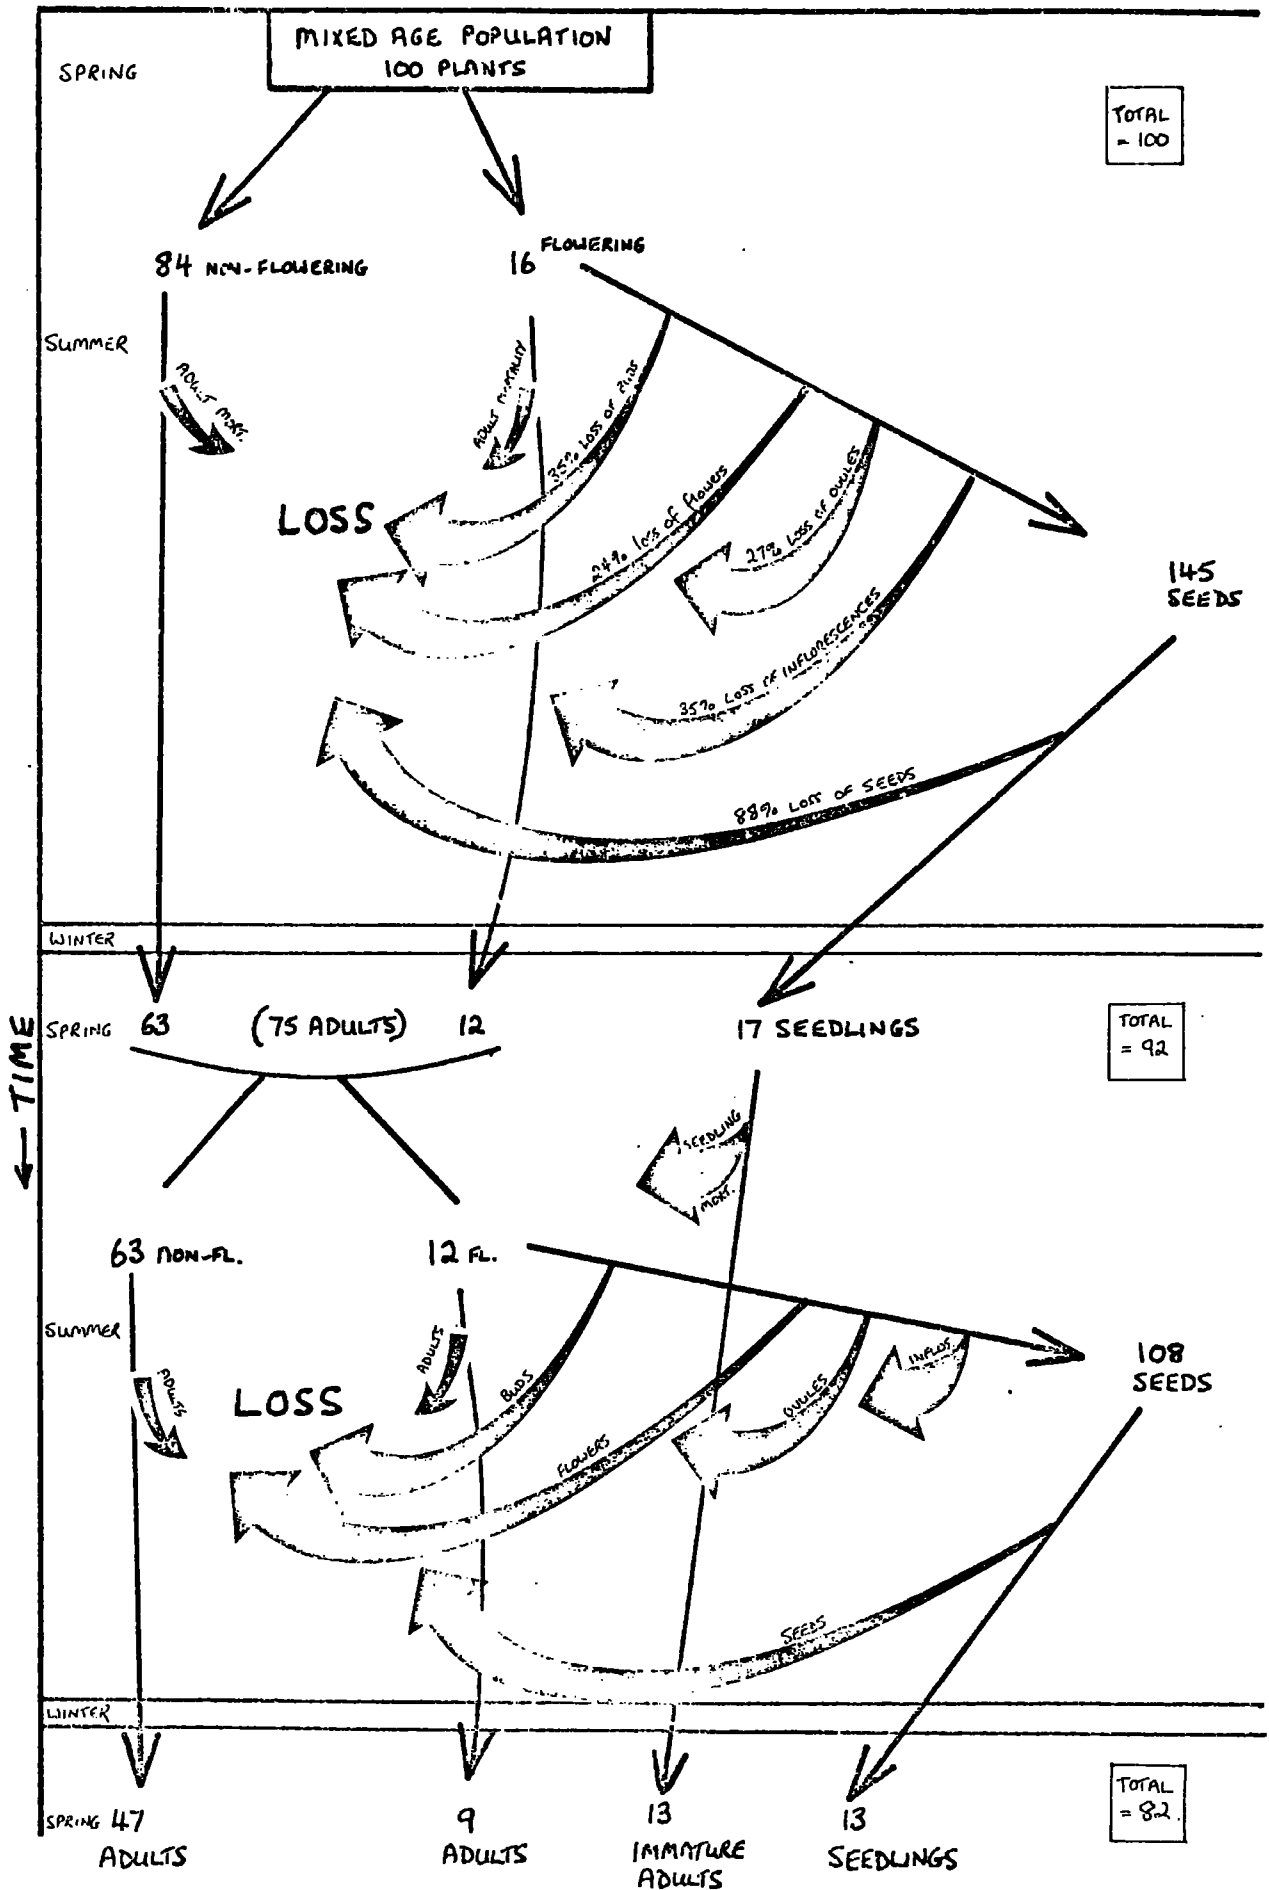 MIXED AGE POPULATION
100 PLANTS
SPRING
TOTAL
= 100
84 NON-FLOWERING
16 FLOWERING
SUMMER
ADULT MORT.
ADULT MORTALITY
35% LOSS OF BUDS
24% loss of flowers
27% LOSS OF OVULES
35% LOSS OF INFLORESCENCES
LOSS
145
SEEDS
88% LOSS OF SEEDS
WINTER
← TIME
SPRING 63 (75 ADULTS) 12 17 SEEDLINGS
TOTAL
= 92
SEEDLING
MORT.
63 NON-FL. 12 FL.
SUMMER
ADULTS
ADULTS
BUDS
FLOWERS
OVULES
INFLOS.
LOSS
108
SEEDS
SEEDS
WINTER
TOTAL
= 82.
SPRING 47 9 13 13
ADULTS ADULTS IMMATURE SEEDLINGS
ADULTS